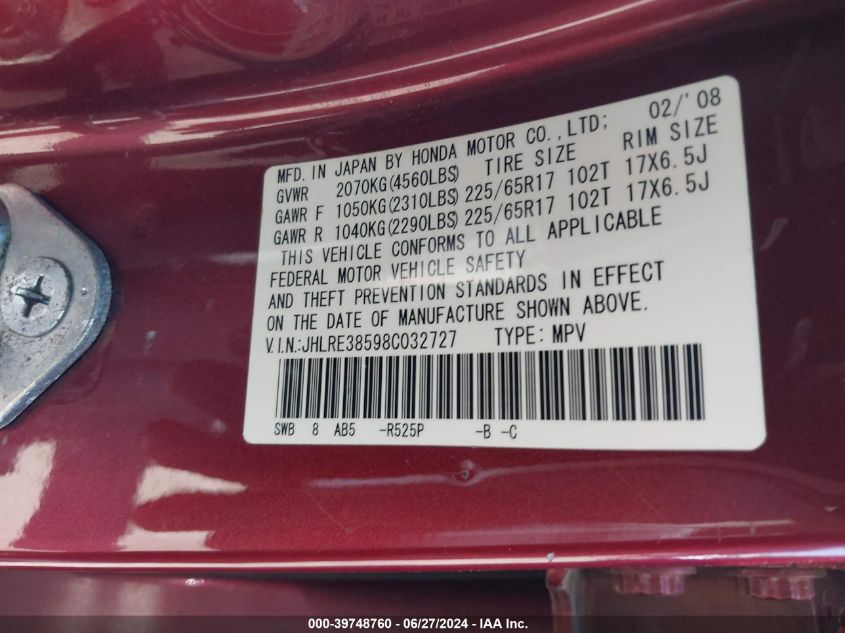 MFD. IN JAPAN BY HONDA MOTOR CO.,LTD; 02/'08
GVWR 2070KG(4560LBS) TIRE SIZE RIM SIZE
GAWR F 1050KG(2310LBS) 225/65R17 102T 17X6.5J
GAWR R 1040KG(2290LBS) 225/65R17 102T 17X6.5J
THIS VEHICLE CONFORMS TO ALL APPLICABLE
FEDERAL MOTOR VEHICLE SAFETY
AND THEFT PREVENTION STANDARDS IN EFFECT
ON THE DATE OF MANUFACTURE SHOWN ABOVE.
V.I.N.:JHLRE38598C032727 TYPE: MPV
SWB 8 AB5 -R525P -B -C
000-39748760 - 06/27/2024 - IAA Inc.